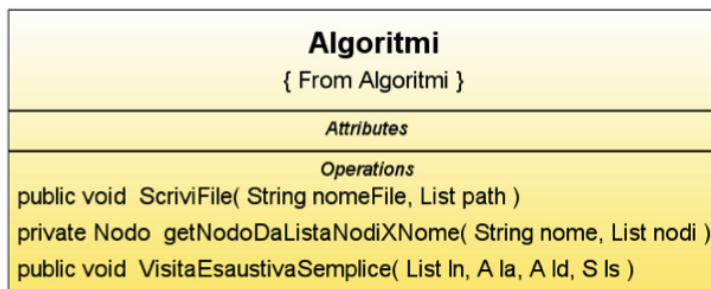 Algoritmi
{ From Algoritmi }
Attributes
Operations
public void ScriviFile( String nomeFile, List path )
private Nodo getNodoDaListaNodiXNome( String nome, List nodi )
public void VisitaEsaustivaSemplice( List ln, A la, A ld, S ls )